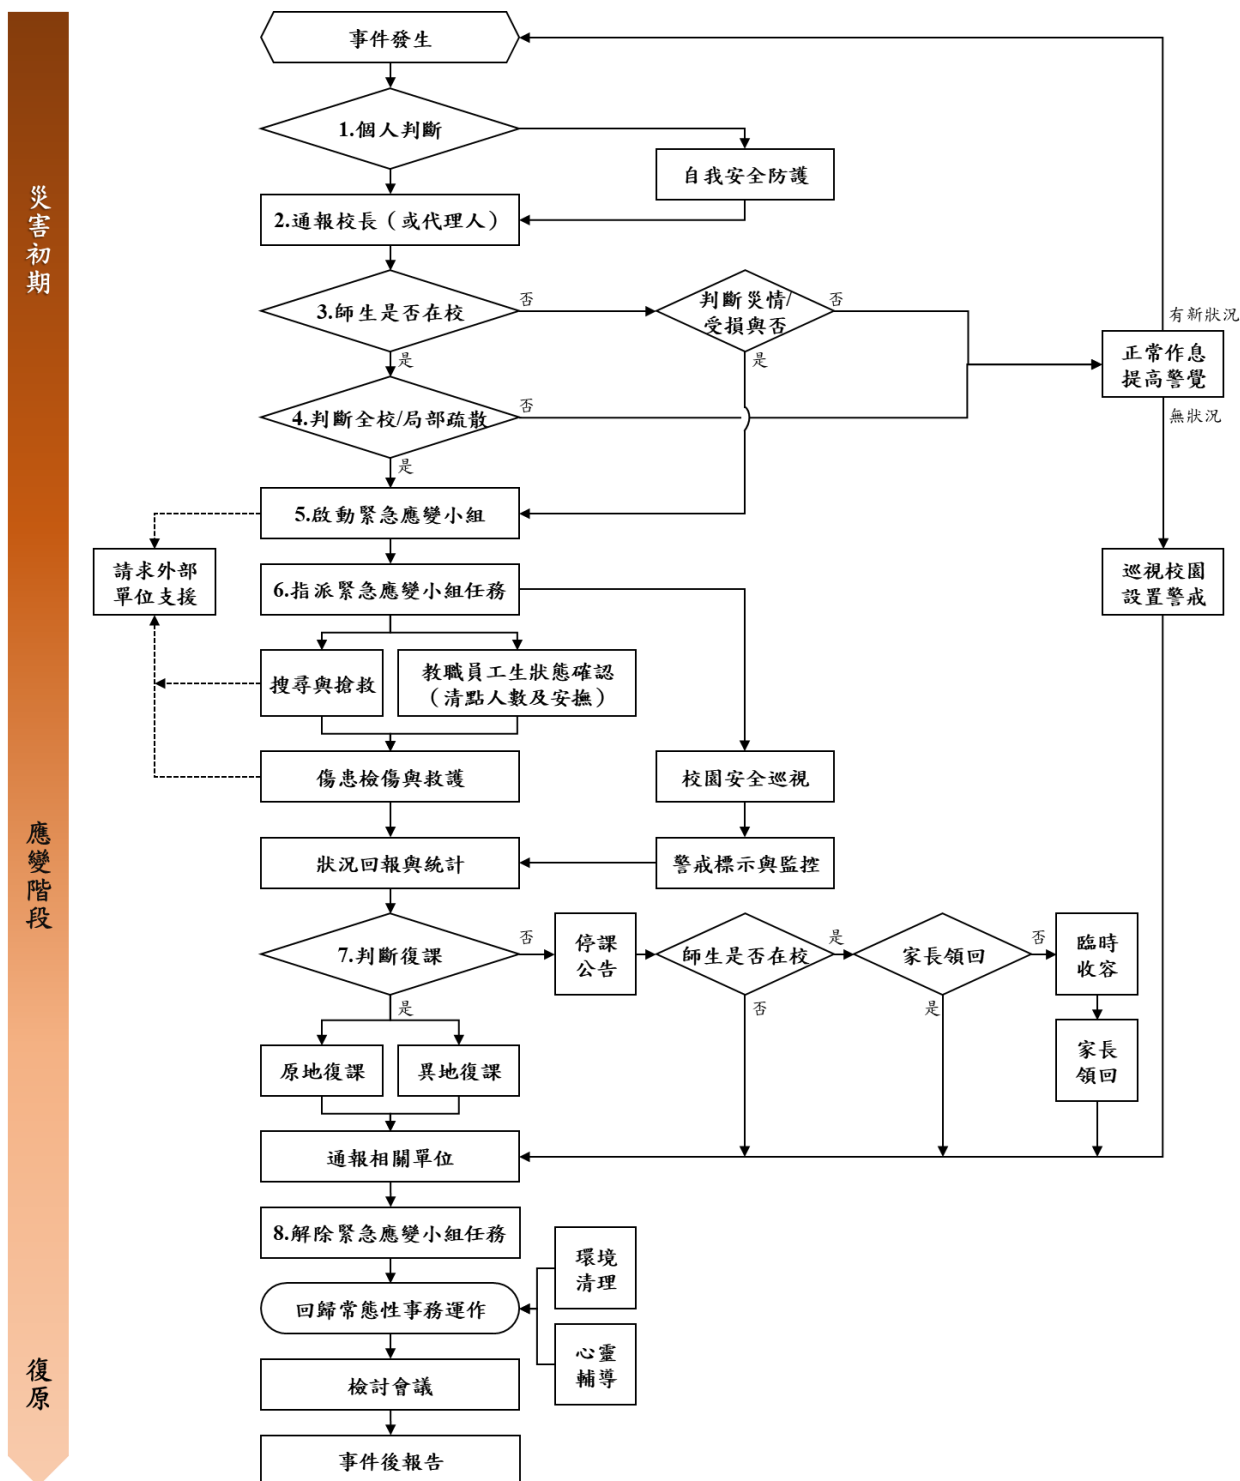 災害初期
應變階段
復原
事件發生
1.個人判斷
自我安全防護
2.通報校長（或代理人）
3.師生是否在校
否
是
判斷災情/
受損與否
否
是
有新狀況
正常作息
提高警覺
無狀況
4.判斷全校/局部疏散
否
是
5.啟動緊急應變小組
請求外部
單位支援
6.指派緊急應變小組任務
巡視校園
設置警戒
搜尋與搶救
教職員工生狀態確認
（清點人數及安撫）
傷患檢傷與救護
校園安全巡視
狀況回報與統計
警戒標示與監控
7.判斷復課
否
是
停課
公告
師生是否在校
是
否
家長領回
否
是
臨時
收容
家長
領回
原地復課
異地復課
通報相關單位
8.解除緊急應變小組任務
環境
清理
回歸常態性事務運作
心靈
輔導
檢討會議
事件後報告